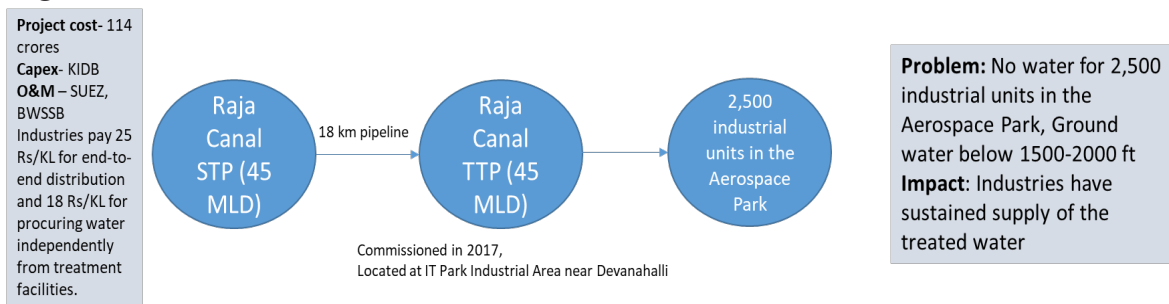 Project cost- 114
crores
Capex- KIDB
O&M – SUEZ,
BWSSB
Industries pay 25
Rs/KL for end-to-
end distribution
and 18 Rs/KL for
procuring water
independently
from treatment
facilities.
Raja
Canal
STP (45
MLD)
18 km pipeline
Raja
Canal
TTP (45
MLD)
Commissioned in 2017,
Located at IT Park Industrial Area near Devanahalli
2,500
industrial
units in the
Aerospace
Park
Problem: No water for 2,500
industrial units in the
Aerospace Park, Ground
water below 1500-2000 ft
Impact: Industries have
sustained supply of the
treated water